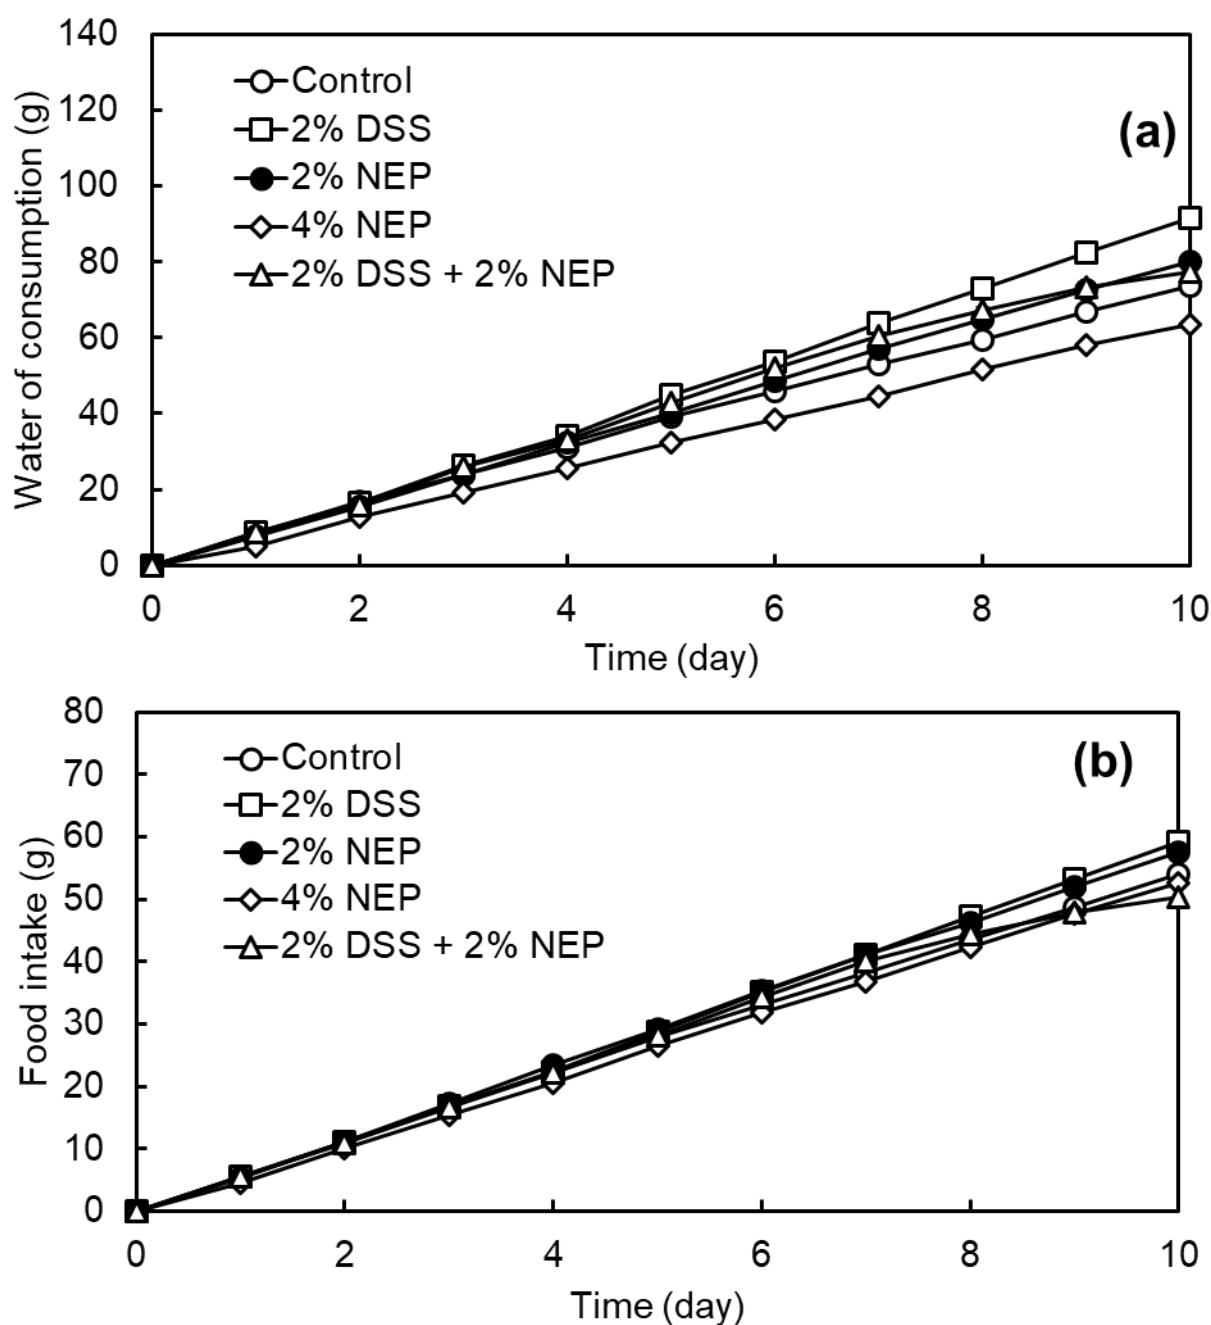 140
120
100
80
60
40
20
0
Water of consumption (g)
Control
2% DSS
2% NEP
4% NEP
2% DSS + 2% NEP
(a)
0 2 4 6 8 10
Time (day)
80
70
60
50
40
30
20
10
0
Food intake (g)
Control
2% DSS
2% NEP
4% NEP
2% DSS + 2% NEP
(b)
0 2 4 6 8 10
Time (day)